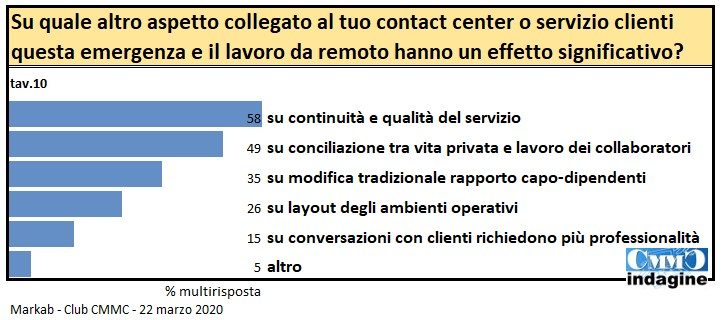 Su quale altro aspetto collegato al tuo contact center o servizio clienti
questa emergenza e il lavoro da remoto hanno un effetto significativo?
tav.10
58 su continuità e qualità del servizio
49 su conciliazione tra vita privata e lavoro dei collaboratori
35 su modifica tradizionale rapporto capo-dipendenti
26 su layout degli ambienti operativi
15 su conversazioni con clienti richiedono più professionalità
5 altro
CMMC
indagine
% multirisposta
Markab - Club CMMC - 22 marzo 2020